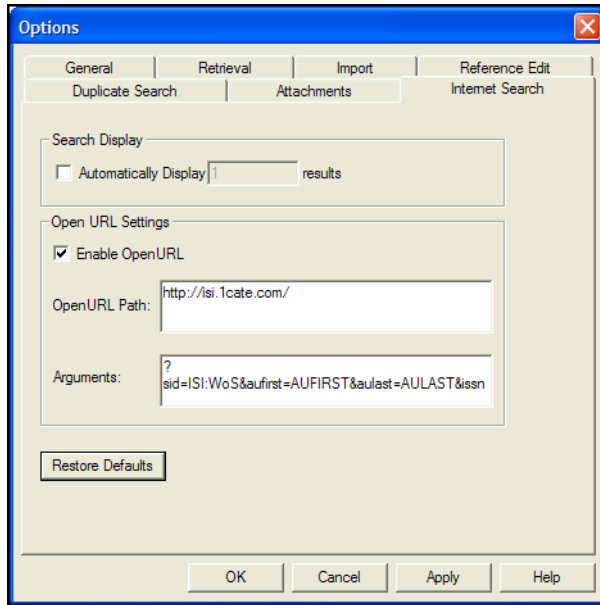 Options
General Retrieval Import Reference Edit
Duplicate Search Attachments Internet Search
Search Display
Automatically Display 1 results
Open URL Settings
Enable OpenURL
OpenURL Path: http://isi.1cate.com/
?
Arguments: sid=ISI:WoS&aufirst=AUFIRST&aulast=AULAST&issn
Restore Defaults
OK Cancel Apply Help